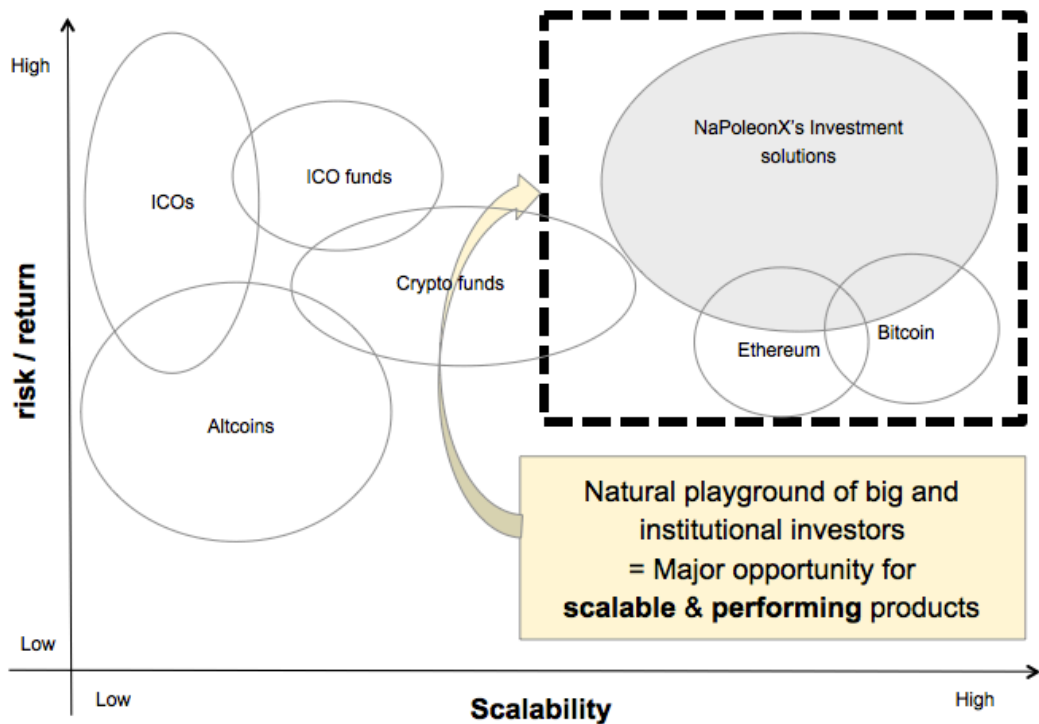 High
NaPoleonX's Investment
solutions
ICO funds
ICOs
Crypto funds
Bitcoin
Ethereum
risk / return
Altcoins
Natural playground of big and
institutional investors
= Major opportunity for
scalable & performing products
Low
Low
Scalability
High